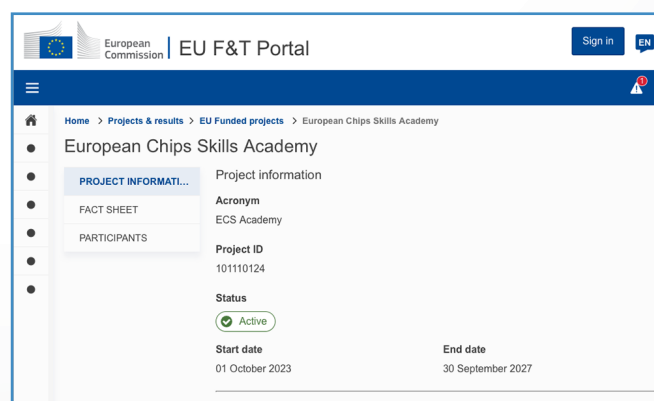 European
Commission
EU F&T Portal
Sign in
EN
1
Home > Projects & results > EU Funded projects > European Chips Skills Academy
European Chips Skills Academy
PROJECT INFORMATI...
FACT SHEET
PARTICIPANTS
Project information
Acronym
ECS Academy
Project ID
101110124
Status
Active
Start date
01 October 2023
End date
30 September 2027